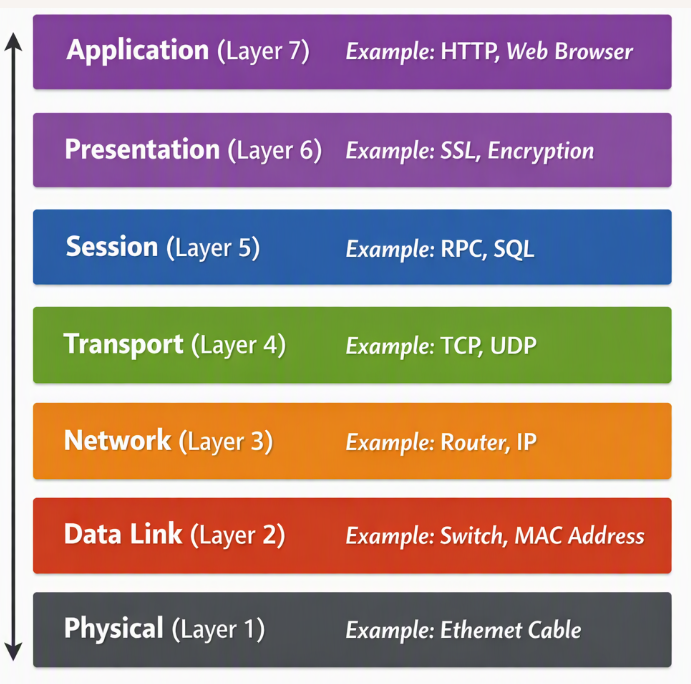 Application (Layer 7) Example: HTTP, Web Browser
Presentation (Layer 6) Example: SSL, Encryption
Session (Layer 5) Example: RPC, SQL
Transport (Layer 4) Example: TCP, UDP
Network (Layer 3) Example: Router, IP
Data Link (Layer 2) Example: Switch, MAC Address
Physical (Layer 1) Example: Ethernet Cable